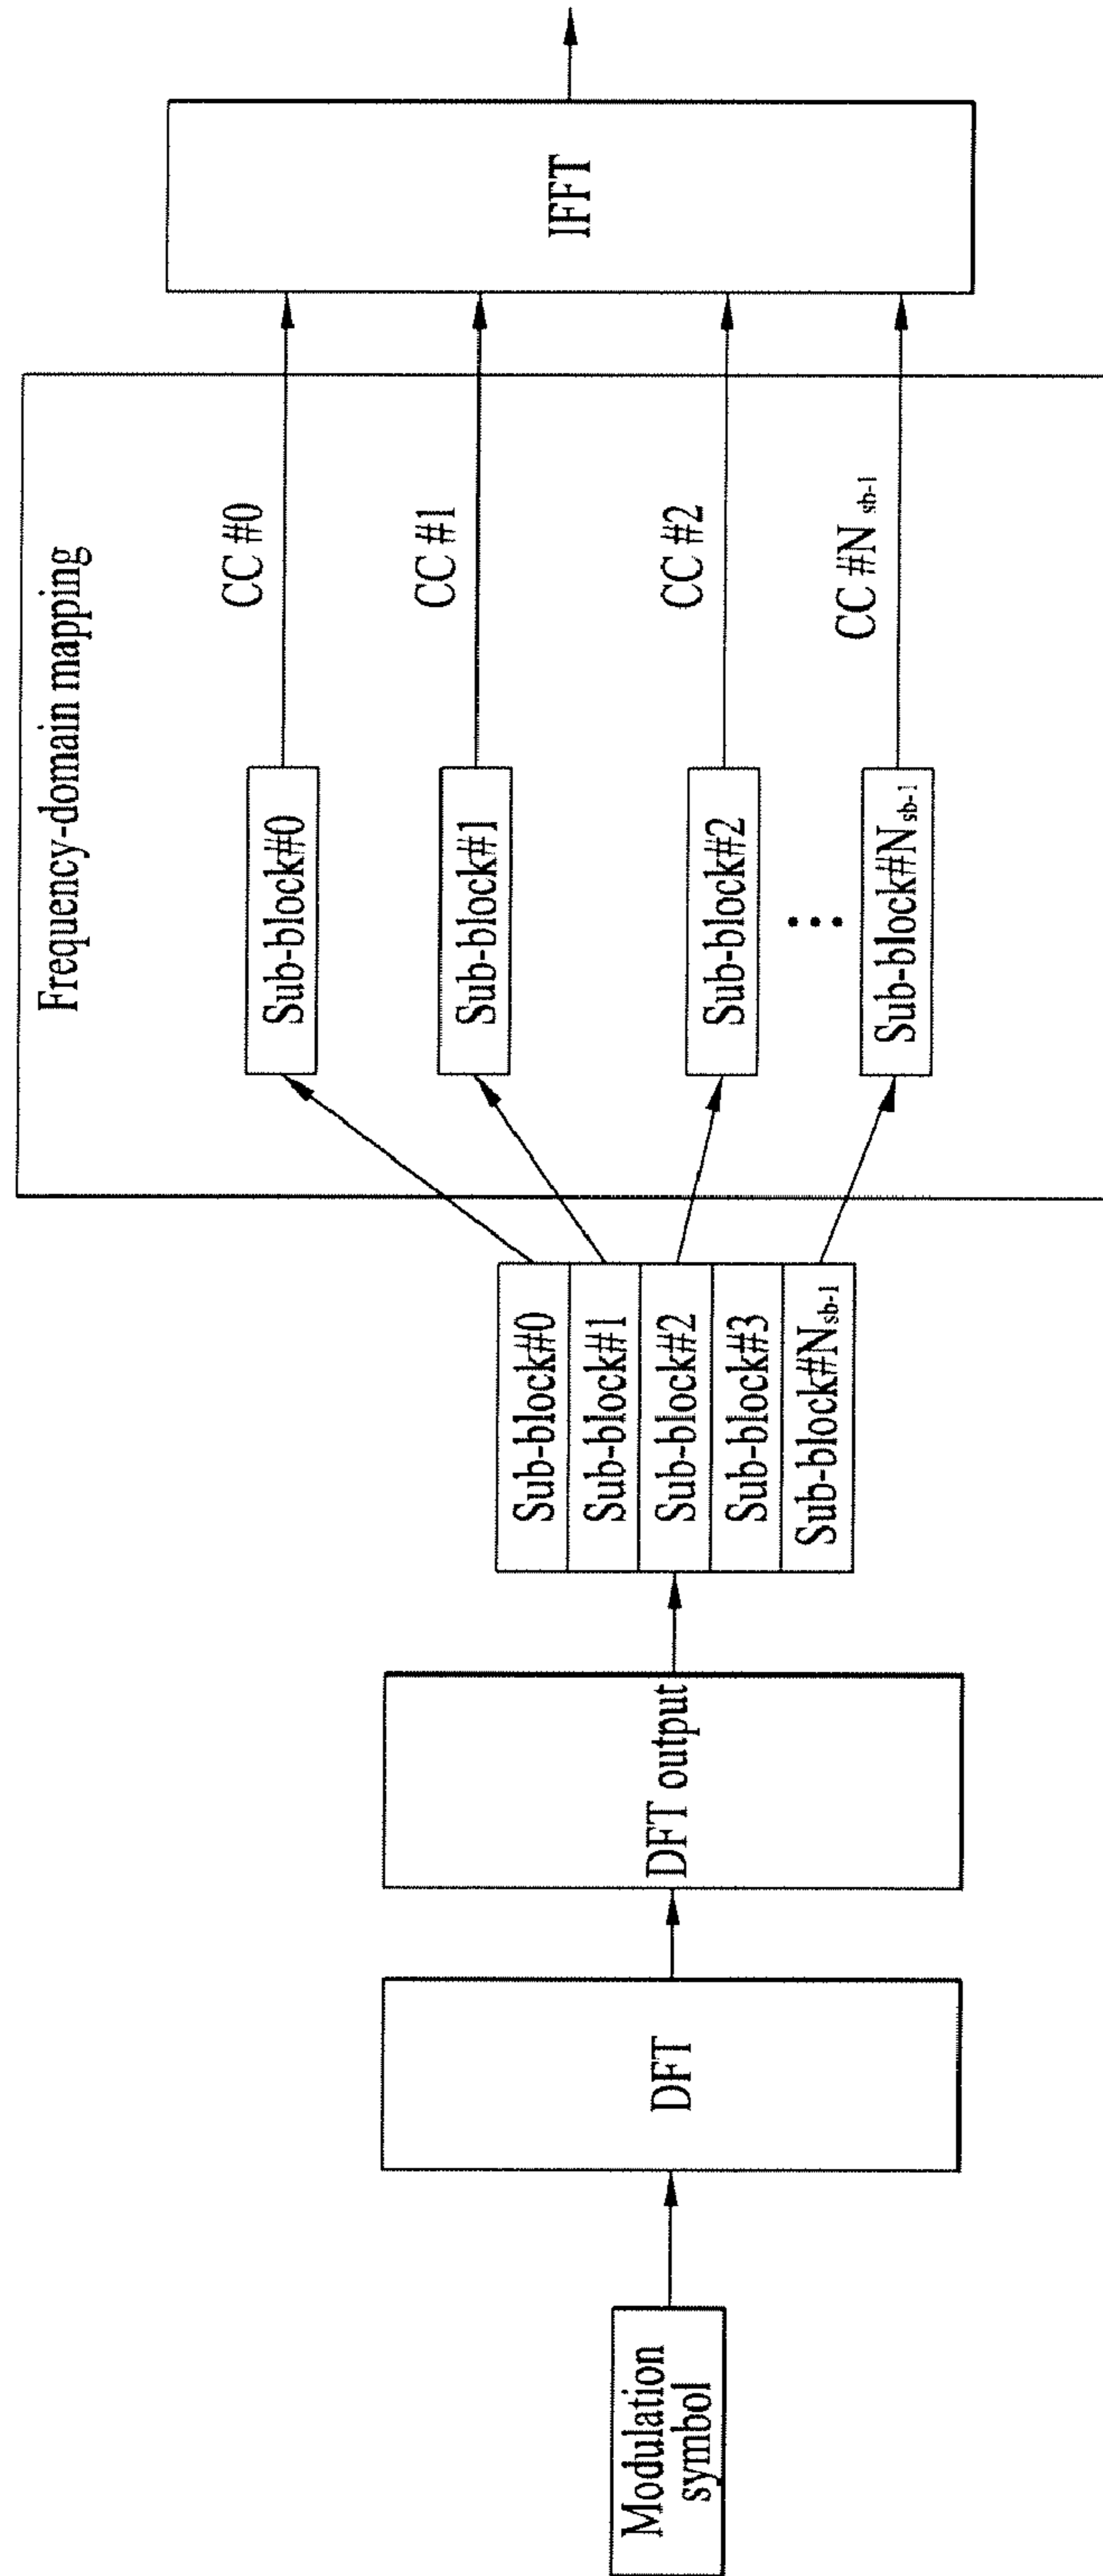 Modulation
symbol
DFT
DFT output
Sub-block#0
Sub-block#1
Sub-block#2
Sub-block#3
Sub-block#N sb-1
Frequency-domain mapping
Sub-block#0
Sub-block#1
Sub-block#2
Sub-block#N sb-1
CC #0
CC #1
CC #2
CC #N sb-1
IFFT